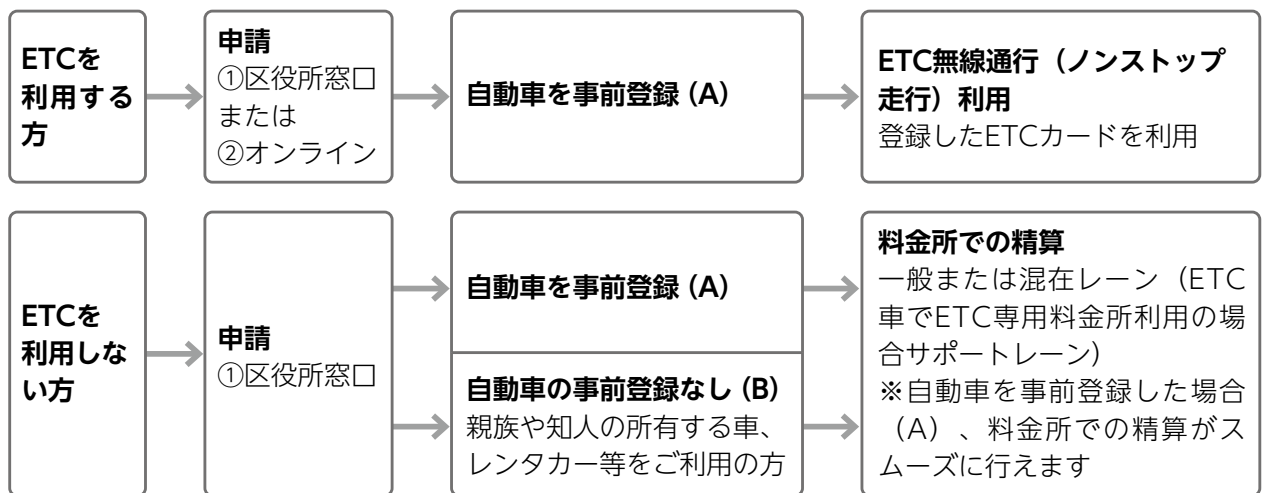 ETCを
利用する
方
申請
①区役所窓口
または
②オンライン
自動車を事前登録（A）
ETC無線通行（ノンストップ
走行）利用
登録したETCカードを利用
ETCを
利用しな
い方
申請
①区役所窓口
自動車を事前登録（A）
自動車の事前登録なし（B）
親族や知人の所有する車、
レンタカー等をご利用の方
料金所での精算
一般または混在レーン（ETC
車でETC専用料金所利用の場
合サポートレーン）
※自動車を事前登録した場合
（A）、料金所での精算がス
ムーズに行えます